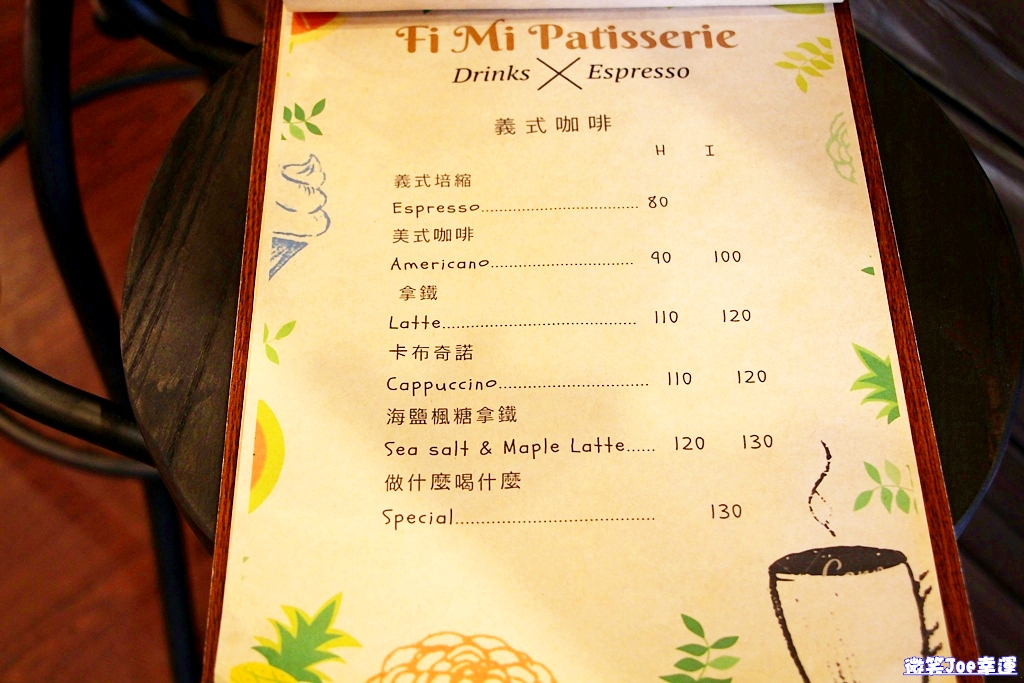 Fi Mi Patisserie
Drinks Espresso
義式咖啡
H I
義式培縮
Espresso................................ 80
美式咖啡
Americano............................. 90 100
拿鐵
Latte......................................... 110 120
卡布奇諾
Cappuccino................................ 110 120
海鹽楓糖拿鐵
Sea salt & Maple Latte...... 120 130
做什麼喝什麼
Special....................................... 130
微笑Joe幸運